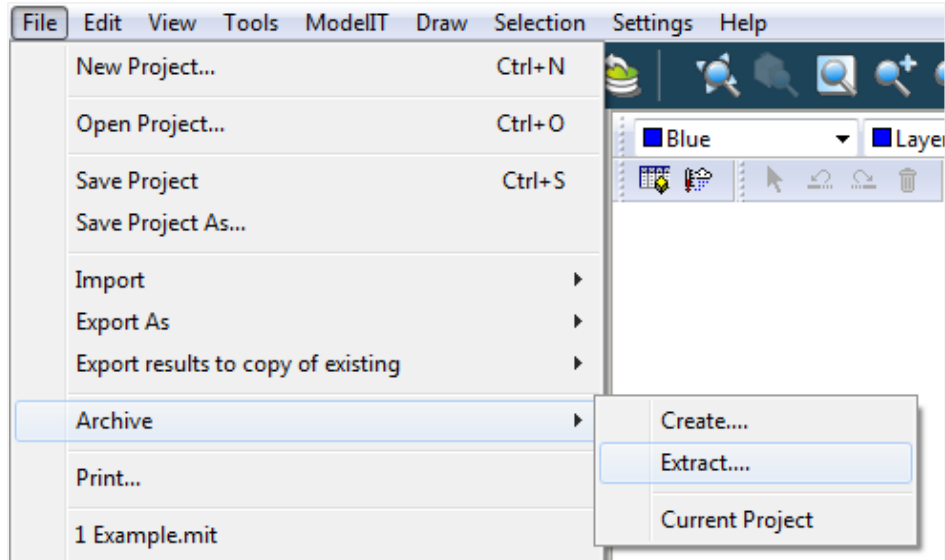 File Edit View Tools ModelIT Draw Selection Settings Help
New Project... Ctrl+N
Open Project... Ctrl+O
Blue
Save Project Ctrl+S
Save Project As...
Import
Export As
Export results to copy of existing
Archive
Create....
Extract....
Print...
Current Project
1 Example.mit